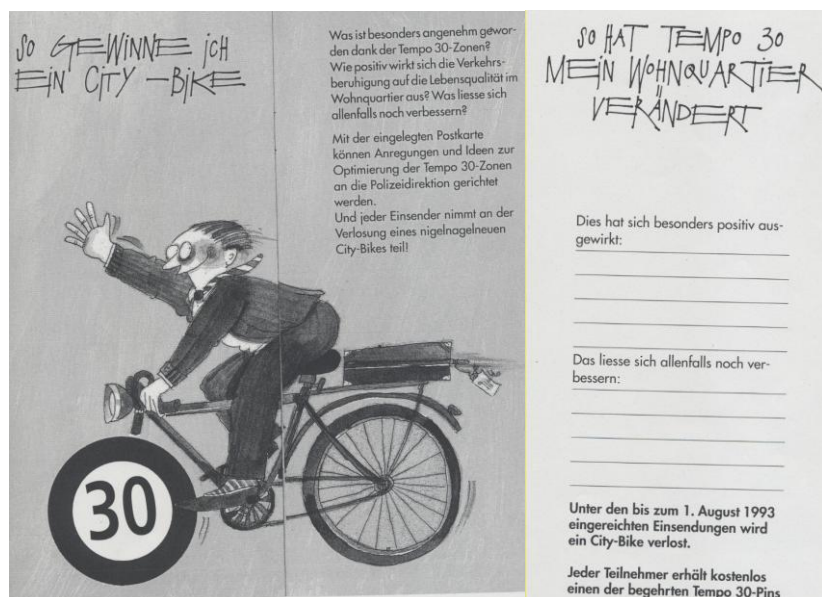 SO GEWINNE ICH
EIN CITY-BIKE
Was ist besonders angenehm gewor-
den dank der Tempo 30-Zonen?
Wie positiv wirkt sich die Verkehrs-
beruhigung auf die Lebensqualität im
Wohnquartier aus? Was liesse sich
allenfalls noch verbessern?
Mit der eingelegten Postkarte
können Anregungen und Ideen zur
Optimierung der Tempo 30-Zonen
an die Polizeidirektion gerichtet
werden.
Und jeder Einsender nimmt an der
Verlosung eines nigelnagelneuen
City-Bikes teil!
30
SO HAT TEMPO 30
MEIN WOHNQUARTIER
VERÄNDERT
Dies hat sich besonders positiv aus-
gewirkt:
Das liesse sich allenfalls noch ver-
bessern:
Unter den bis zum 1. August 1993
eingereichten Einsendungen wird
ein City-Bike verlost.
Jeder Teilnehmer erhält kostenlos
einen der begehrten Tempo 30-Pins